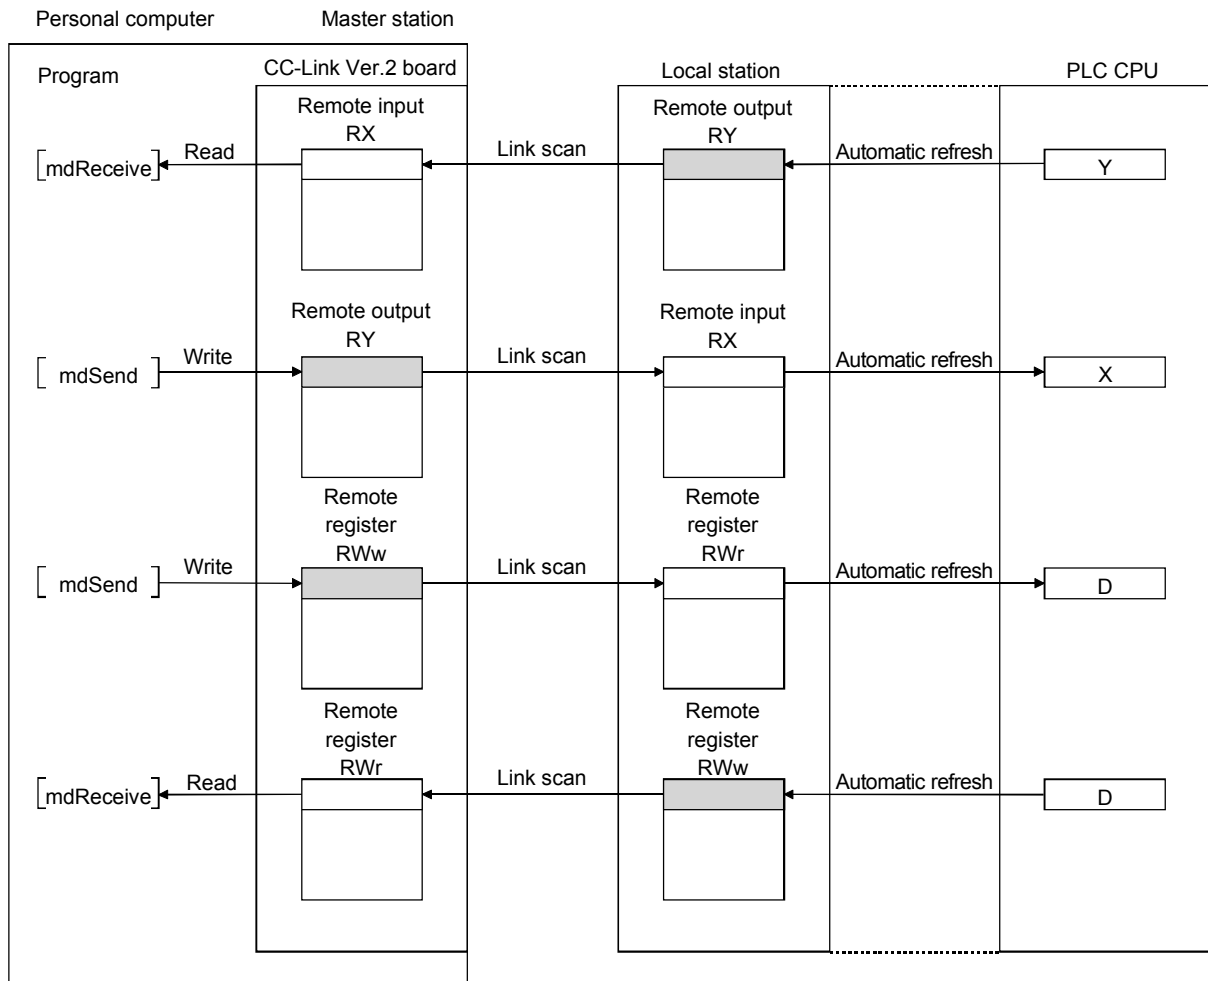 Personal computer
Master station
Program
CC-Link Ver.2 board
Local station
PLC CPU
Remote input
RX
Remote output
RY
[mdReceive]
Read
Link scan
Automatic refresh
Y
Remote output
RY
Remote input
RX
[ mdSend ]
Write
Link scan
Automatic refresh
X
Remote
register
RWw
Remote
register
RWr
[ mdSend ]
Write
Link scan
Automatic refresh
D
Remote
register
RWr
Remote
register
RWw
[mdReceive]
Read
Link scan
Automatic refresh
D